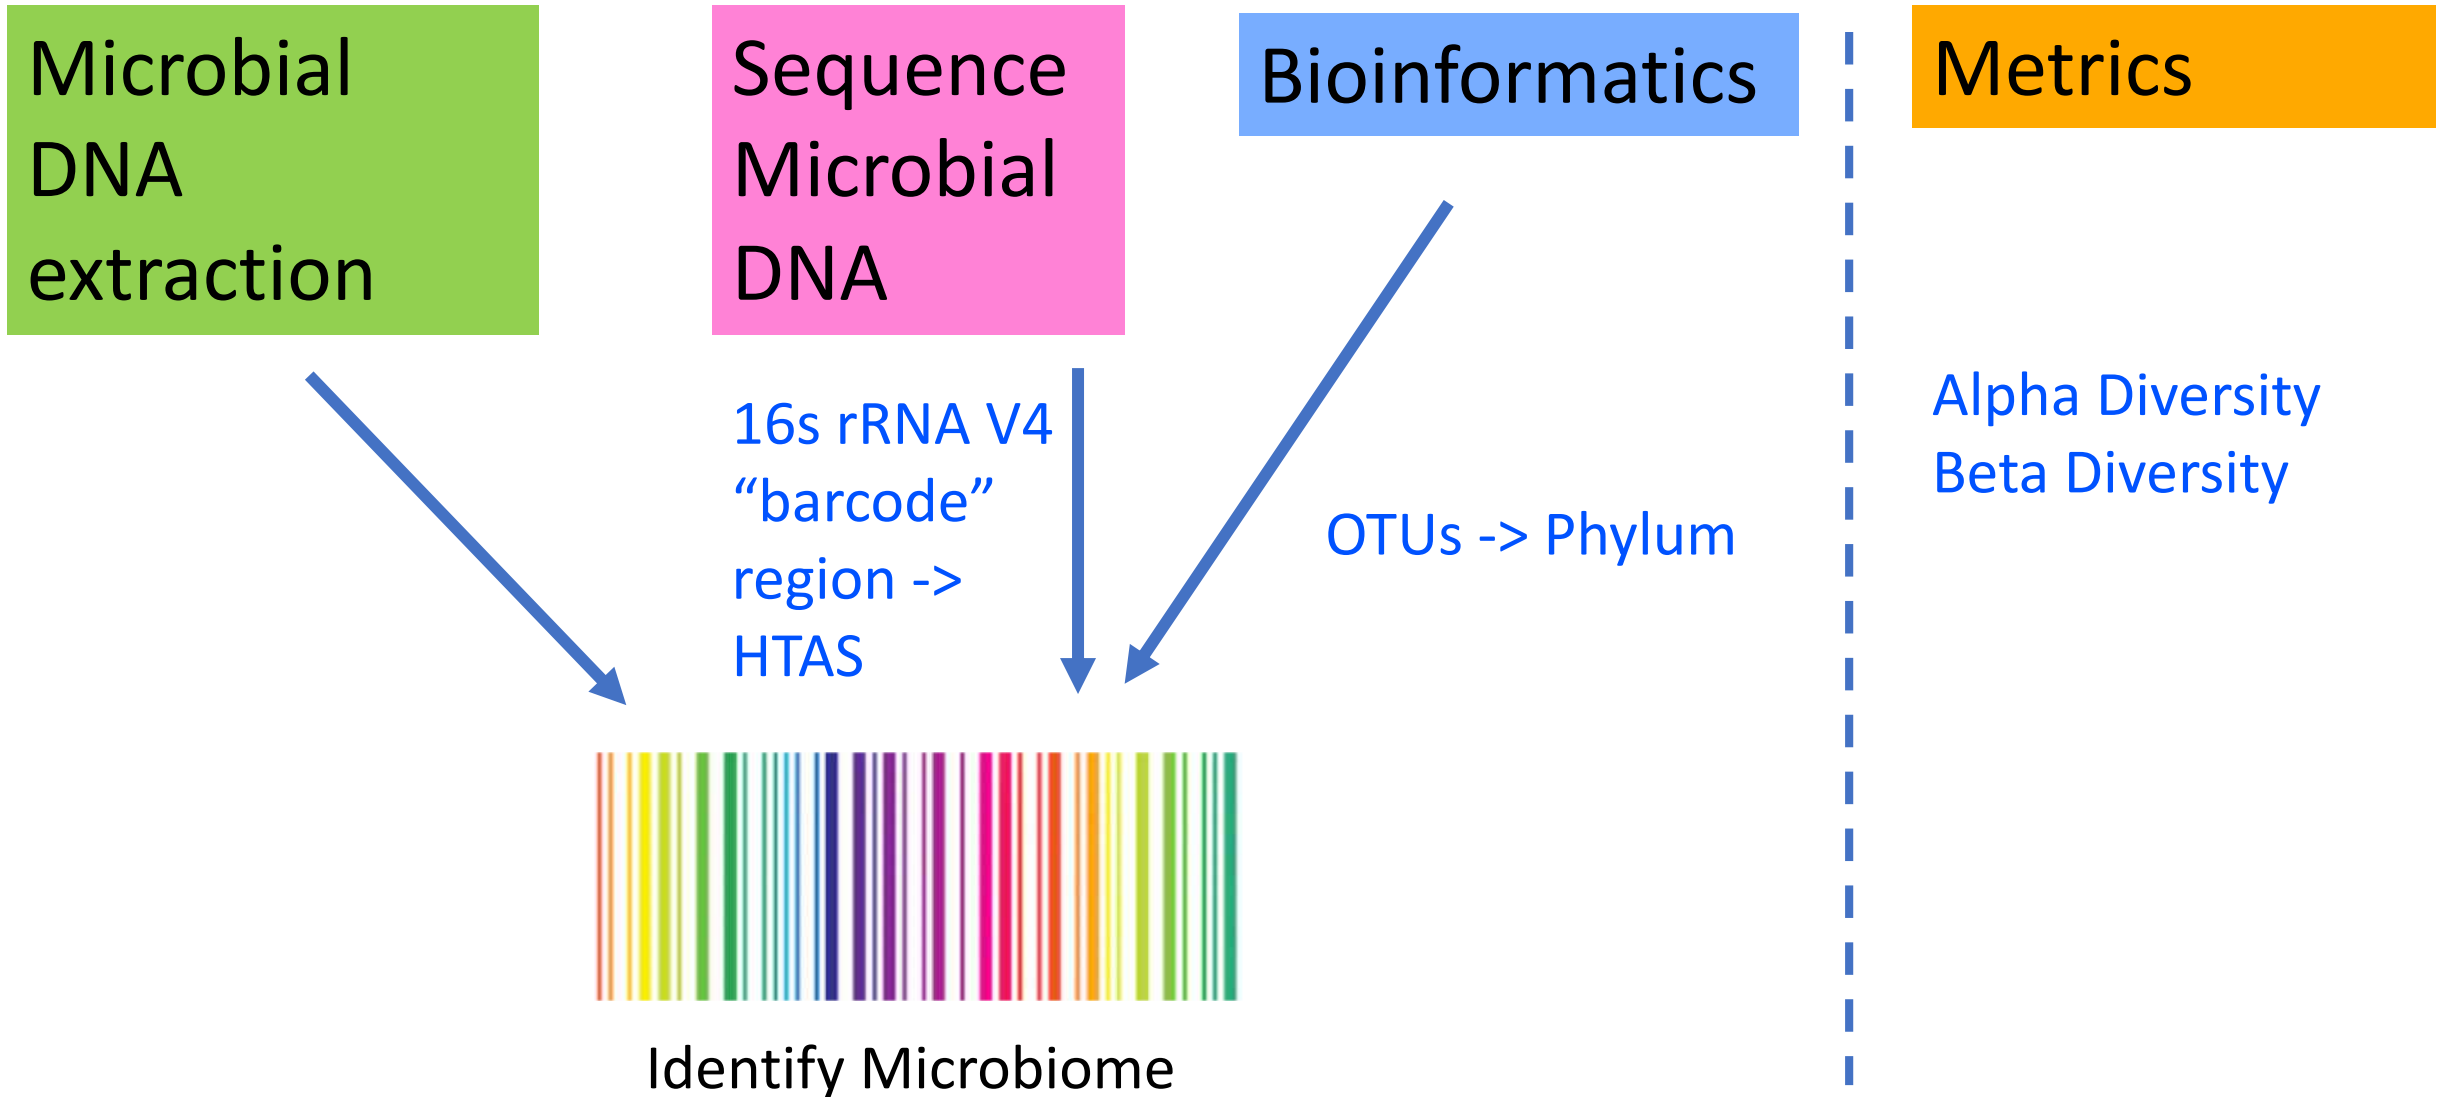 Microbial
DNA
extraction
Sequence
Microbial
DNA
Bioinformatics
Metrics
16s rRNA V4
“barcode”
region ->
HTAS
OTUs -> Phylum
Alpha Diversity
Beta Diversity
Identify Microbiome